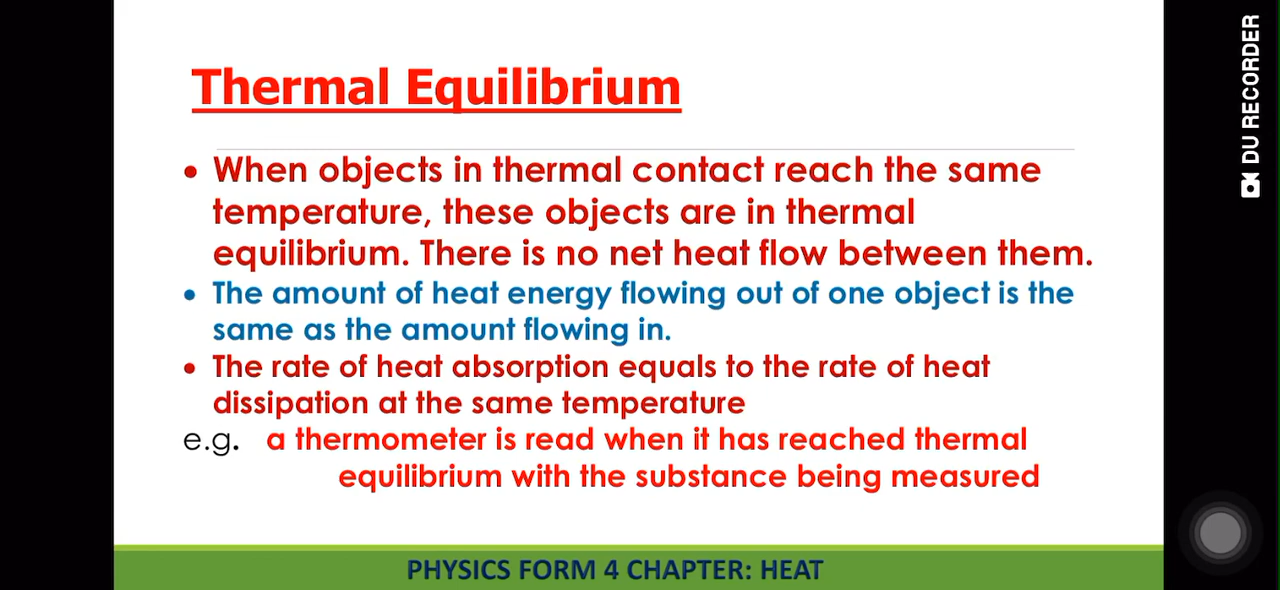 Thermal Equilibrium
• When objects in thermal contact reach the same
temperature, these objects are in thermal
equilibrium. There is no net heat flow between them.
• The amount of heat energy flowing out of one object is the
same as the amount flowing in.
• The rate of heat absorption equals to the rate of heat
dissipation at the same temperature
e.g. a thermometer is read when it has reached thermal
equilibrium with the substance being measured
PHYSICS FORM 4 CHAPTER: HEAT
DU RECORDER